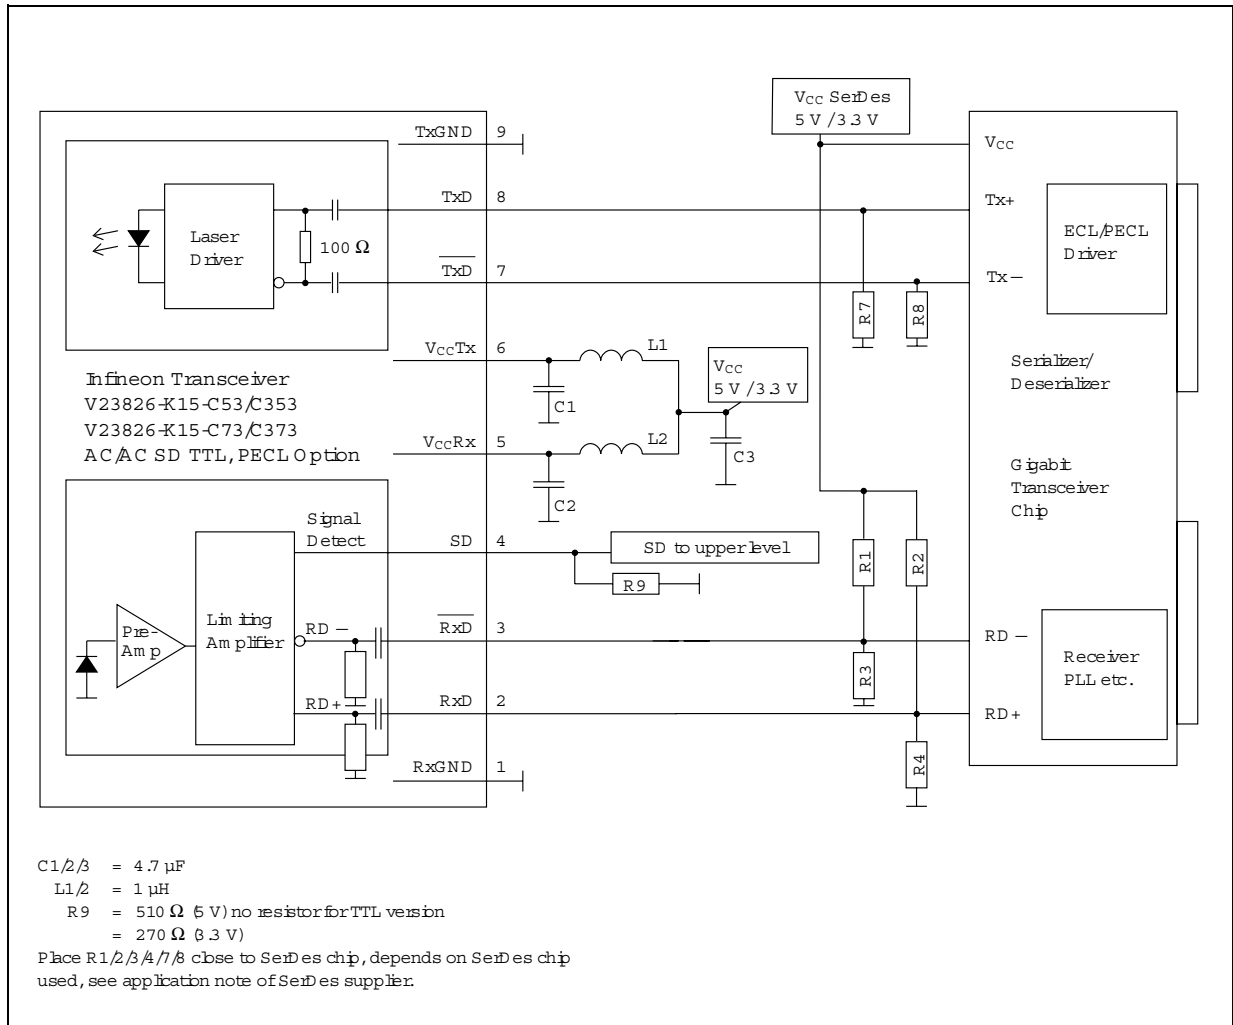 VCC SerDes
5 V / 3.3 V
TxGND 9
VCC
TxD 8
Tx+
Laser
Driver
100 Ω
ECL/PECL
Driver
TxD 7
Tx−
R7
R8
VCCTx 6
L1
VCC
5 V / 3.3 V
Serializer/
Deserializer
Infineon Transceiver
V23826-K15-C53/C353
V23826-K15-C73/C373
AC/AC SD TTL, PECL Option
C1
VCCRx 5
L2
C3
C2
Gigabit
Transceiver
Chip
Signal
Detect
SD 4
SD to upper level
R9
R1
R2
Pre-
Amp
Limiting
Amplifier
RD−
RxD 3
RD−
R3
Receiver
PLL etc.
RD+
RxD 2
RD+
R4
RxGND 1
C1/2/3 = 4.7 µF
L1/2 = 1 µH
R9 = 510 Ω (5 V) no resistor for TTL version
= 270 Ω (3.3 V)
Place R1/2/3/4/7/8 close to SerDes chip, depends on SerDes chip
used, see application note of SerDes supplier.